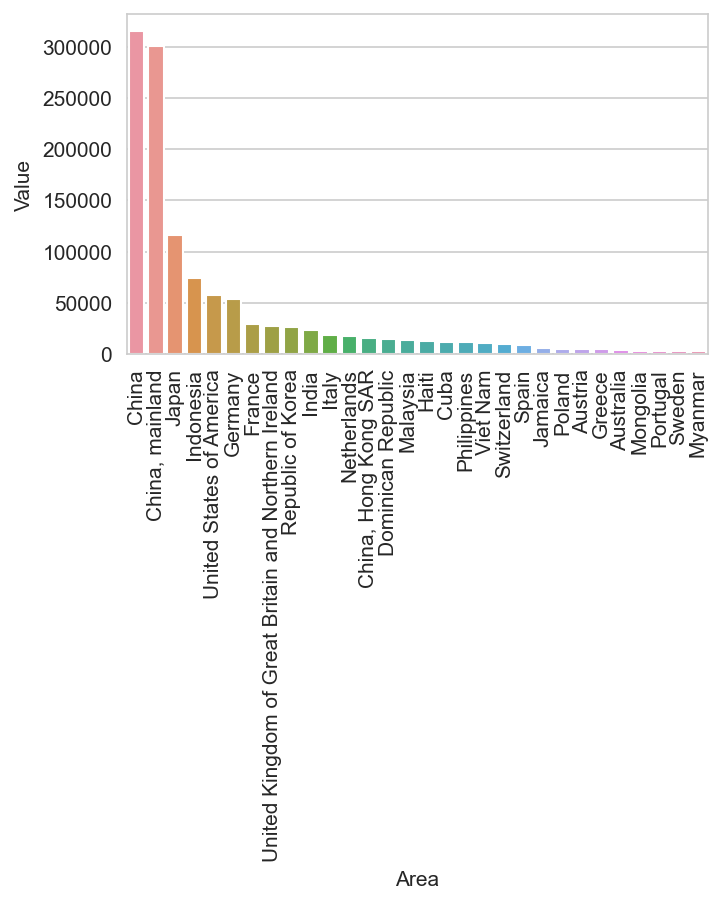 300000
250000
200000
150000
100000
50000
0
Value
China
China, mainland
Japan
Indonesia
United States of America
Germany
France
United Kingdom of Great Britain and Northern Ireland
Republic of Korea
India
Italy
Netherlands
China, Hong Kong SAR
Dominican Republic
Malaysia
Haiti
Cuba
Philippines
Viet Nam
Switzerland
Spain
Jamaica
Poland
Austria
Greece
Australia
Mongolia
Portugal
Sweden
Myanmar
Area